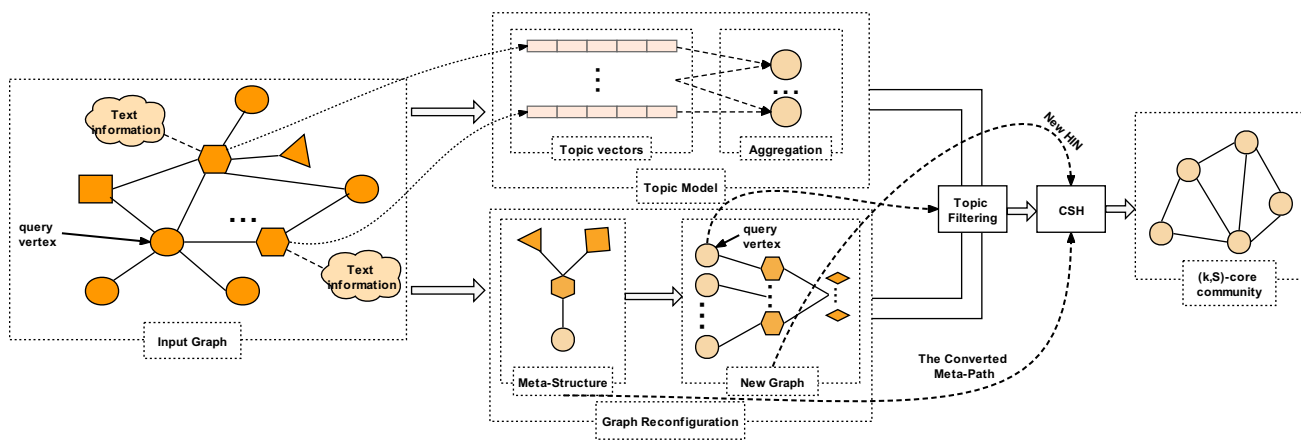 Text
information
query
vertex
Text
information
Input Graph
Topic vectors
Aggregation
Topic Model
query
vertex
Meta-Structure
New Graph
Graph Reconfiguration
New HIN
Topic
Filtering
CSH
The Converted
Meta-Path
(k,S)-core
community